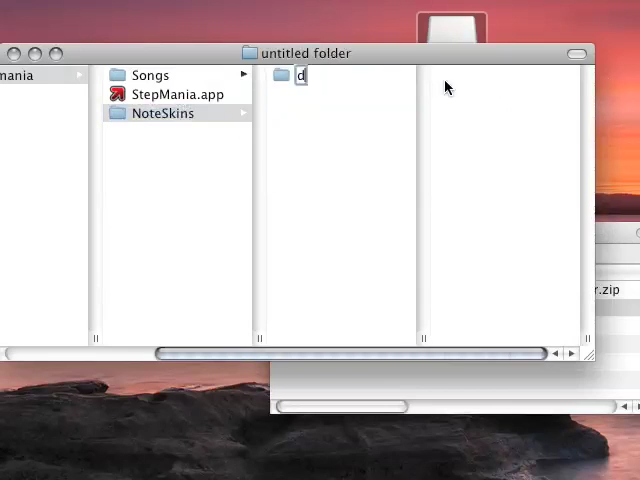 untitled folder
mania
Songs
StepMania.app
NoteSkins
d
r.zip